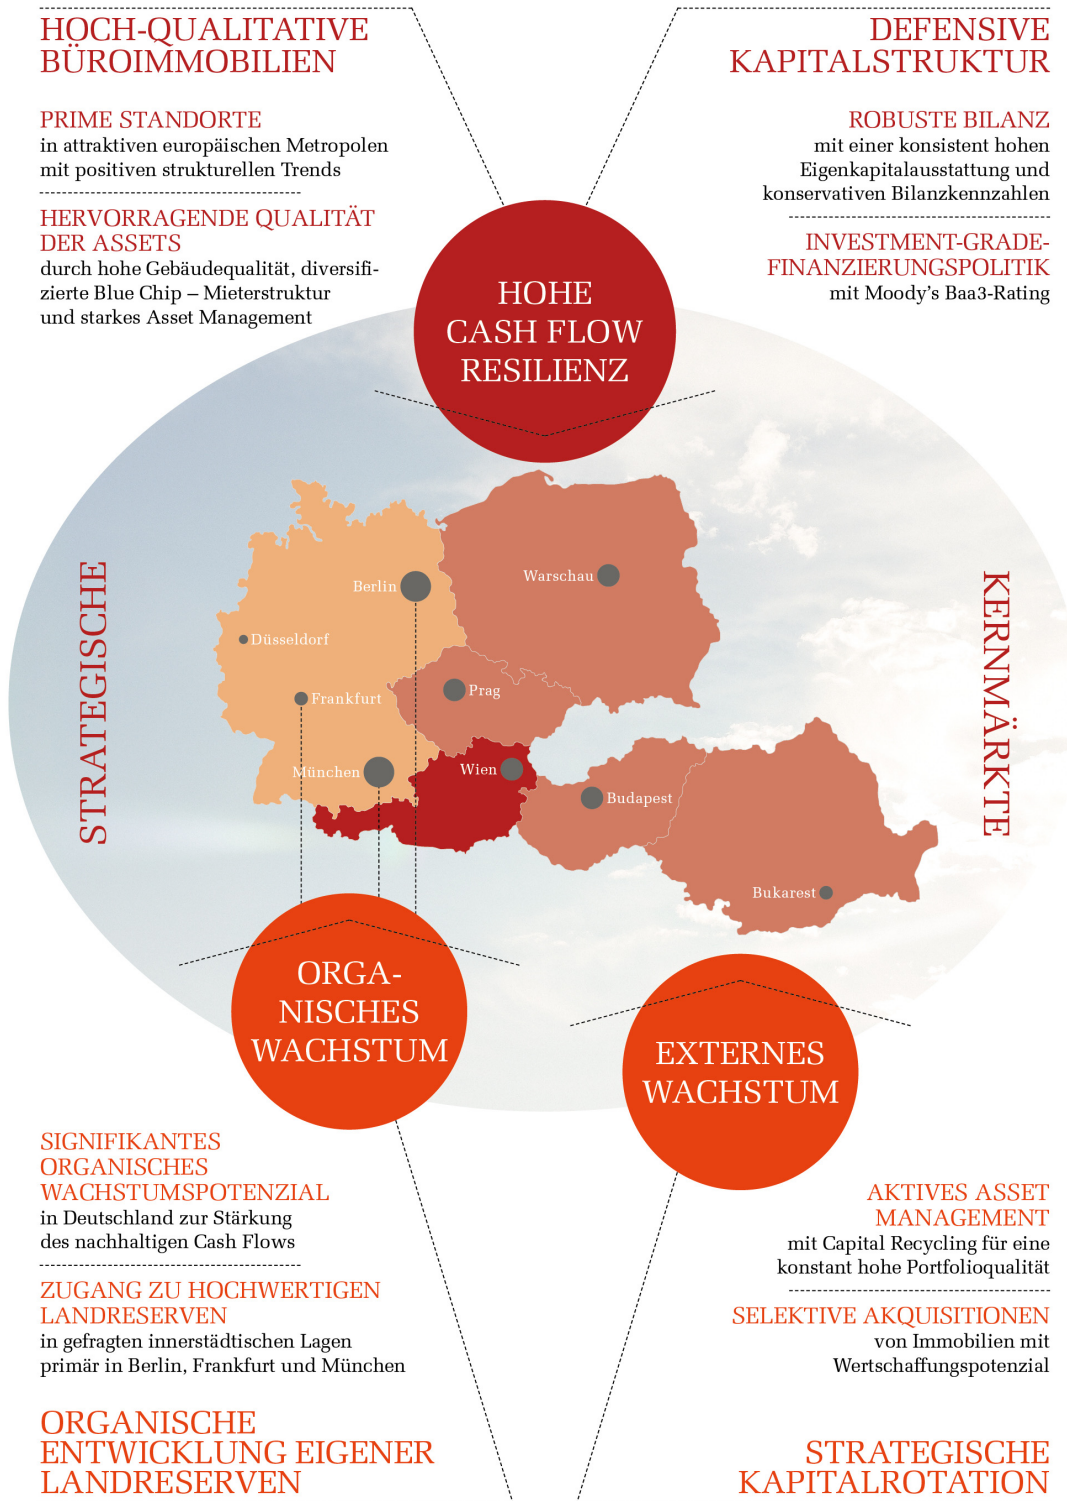 HOCH-QUALITATIVE
BÜROIMMOBILIEN
PRIME STANDORTE
in attraktiven europäischen Metropolen
mit positiven strukturellen Trends
HERVORRAGENDE QUALITÄT
DER ASSETS
durch hohe Gebäudequalität, diversifi-
zierte Blue Chip – Mieterstruktur
und starkes Asset Management
DEFENSIVE
KAPITALSTRUKTUR
ROBUSTE BILANZ
mit einer konsistent hohen
Eigenkapitalausstattung und
konservativen Bilanzkennzahlen
INVESTMENT-GRADE-
FINANZIERUNGSPOLITIK
mit Moody's Baa3-Rating
HOHE
CASH FLOW
RESILIENZ
STRATEGISCHE
KERNMÄRKTE
Berlin
Warschau
Düsseldorf
Frankfurt
Prag
München
Wien
Budapest
Bukarest
ORGA-
NISCHES
WACHSTUM
EXTERNES
WACHSTUM
SIGNIFIKANTES
ORGANISCHES
WACHSTUMSPOTENZIAL
in Deutschland zur Stärkung
des nachhaltigen Cash Flows
ZUGANG ZU HOCHWERTIGEN
LANDRESERVEN
in gefragten innerstädtischen Lagen
primär in Berlin, Frankfurt und München
ORGANISCHE
ENTWICKLUNG EIGENER
LANDRESERVEN
AKTIVES ASSET
MANAGEMENT
mit Capital Recycling für eine
konstant hohe Portfolioqualität
SELEKTIVE AKQUISITIONEN
von Immobilien mit
Wertschaffungspotenzial
STRATEGISCHE
KAPITALROTATION